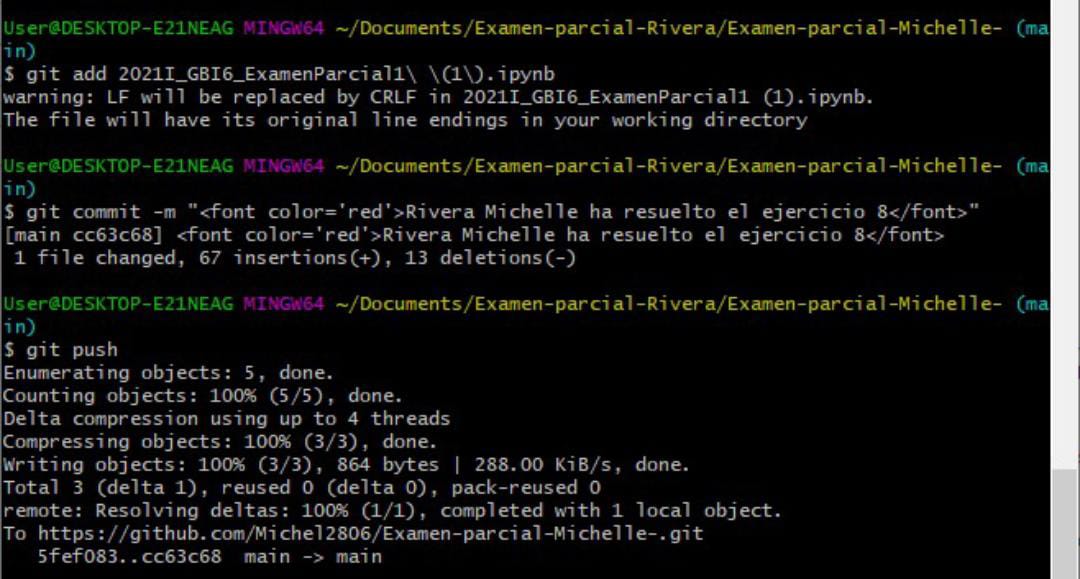 User@DESKTOP-E21NEAG MINGW64 ~/Documents/Examen-parcial-Rivera/Examen-parcial-Michelle- (ma
in)
$ git add 2021I_GBI6_ExamenParcial1\ \(1\).ipynb
warning: LF will be replaced by CRLF in 2021I_GBI6_ExamenParcial1 (1).ipynb.
The file will have its original line endings in your working directory

User@DESKTOP-E21NEAG MINGW64 ~/Documents/Examen-parcial-Rivera/Examen-parcial-Michelle- (ma
in)
$ git commit -m "<font color='red'>Rivera Michelle ha resuelto el ejercicio 8</font>"
[main cc63c68] <font color='red'>Rivera Michelle ha resuelto el ejercicio 8</font>
 1 file changed, 67 insertions(+), 13 deletions(-)

User@DESKTOP-E21NEAG MINGW64 ~/Documents/Examen-parcial-Rivera/Examen-parcial-Michelle- (ma
in)
$ git push
Enumerating objects: 5, done.
Counting objects: 100% (5/5), done.
Delta compression using up to 4 threads
Compressing objects: 100% (3/3), done.
Writing objects: 100% (3/3), 864 bytes | 288.00 KiB/s, done.
Total 3 (delta 1), reused 0 (delta 0), pack-reused 0
remote: Resolving deltas: 100% (1/1), completed with 1 local object.
To https://github.com/Michel2806/Examen-parcial-Michelle-.git
   5fef083..cc63c68  main -> main